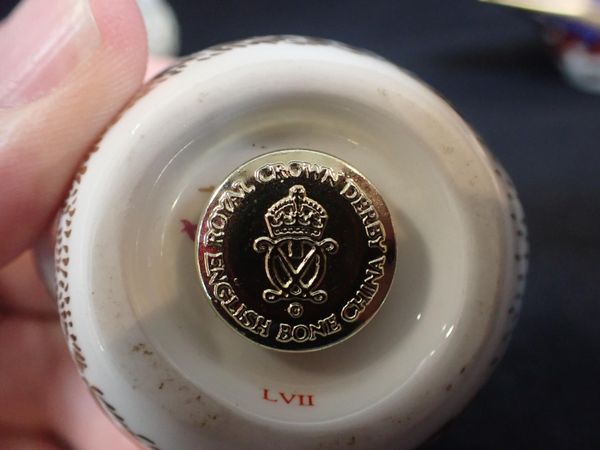 ROYAL CROWN DERBY
ENGLISH BONE CHINA
©
LVII